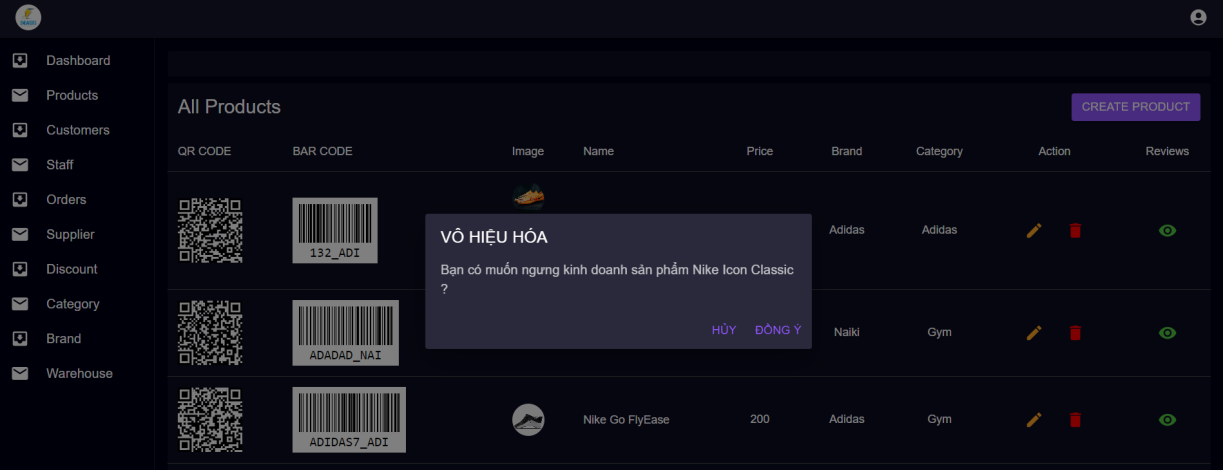 Dashboard
Products
Customers
Staff
Orders
Supplier
Discount
Category
Brand
Warehouse
All Products
CREATE PRODUCT
QR CODE BAR CODE Image Name Price Brand Category Action Reviews
132_ADI
Adidas Adidas
VÔ HIỆU HÓA
Bạn có muốn ngưng kinh doanh sản phẩm Nike Icon Classic
?
HỦY ĐỒNG Ý
ADADAD_NAI
Naiki Gym
ADIDAS7_ADI
Nike Go FlyEase 200 Adidas Gym